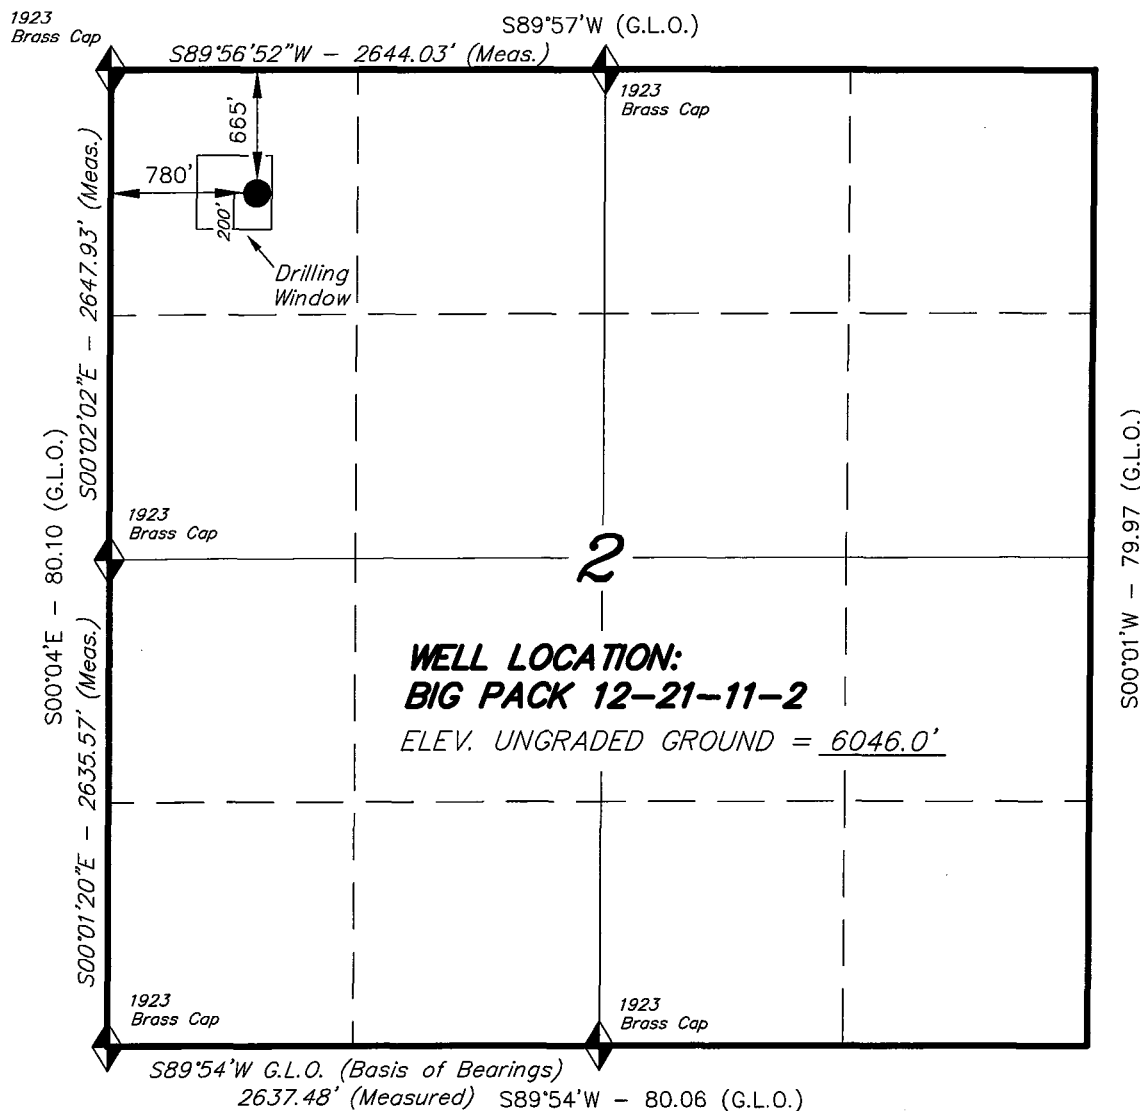 1923
Brass Cap
S89°57'W (G.L.O.)
S89°56'52"W - 2644.03' (Meas.)
1923
Brass Cap
665'
780'
200'
Drilling
Window
S00°02'02"E - 2647.93' (Meas.)
S00°04'E - 80.10 (G.L.O.)
S00°01'W - 79.97 (G.L.O.)
1923
Brass Cap
2
WELL LOCATION:
BIG PACK 12-21-11-2
ELEV. UNGRADED GROUND = 6046.0'
S00°01'20"E - 2635.57' (Meas.)
1923
Brass Cap
1923
Brass Cap
S89°54'W G.L.O. (Basis of Bearings)
2637.48' (Measured)
S89°54'W - 80.06 (G.L.O.)